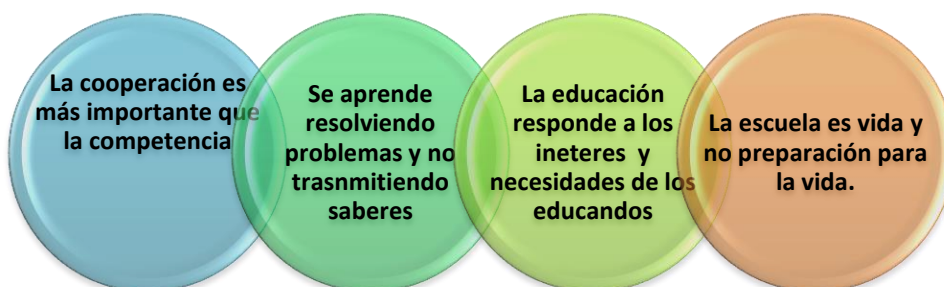 La cooperación es
más importante que
la competencia
Se aprende
resolviendo
problemas y no
trasnmitiendo
saberes
La educación
responde a los
ineteres y
necesidades de los
educandos
La escuela es vida y
no preparación para
la vida.